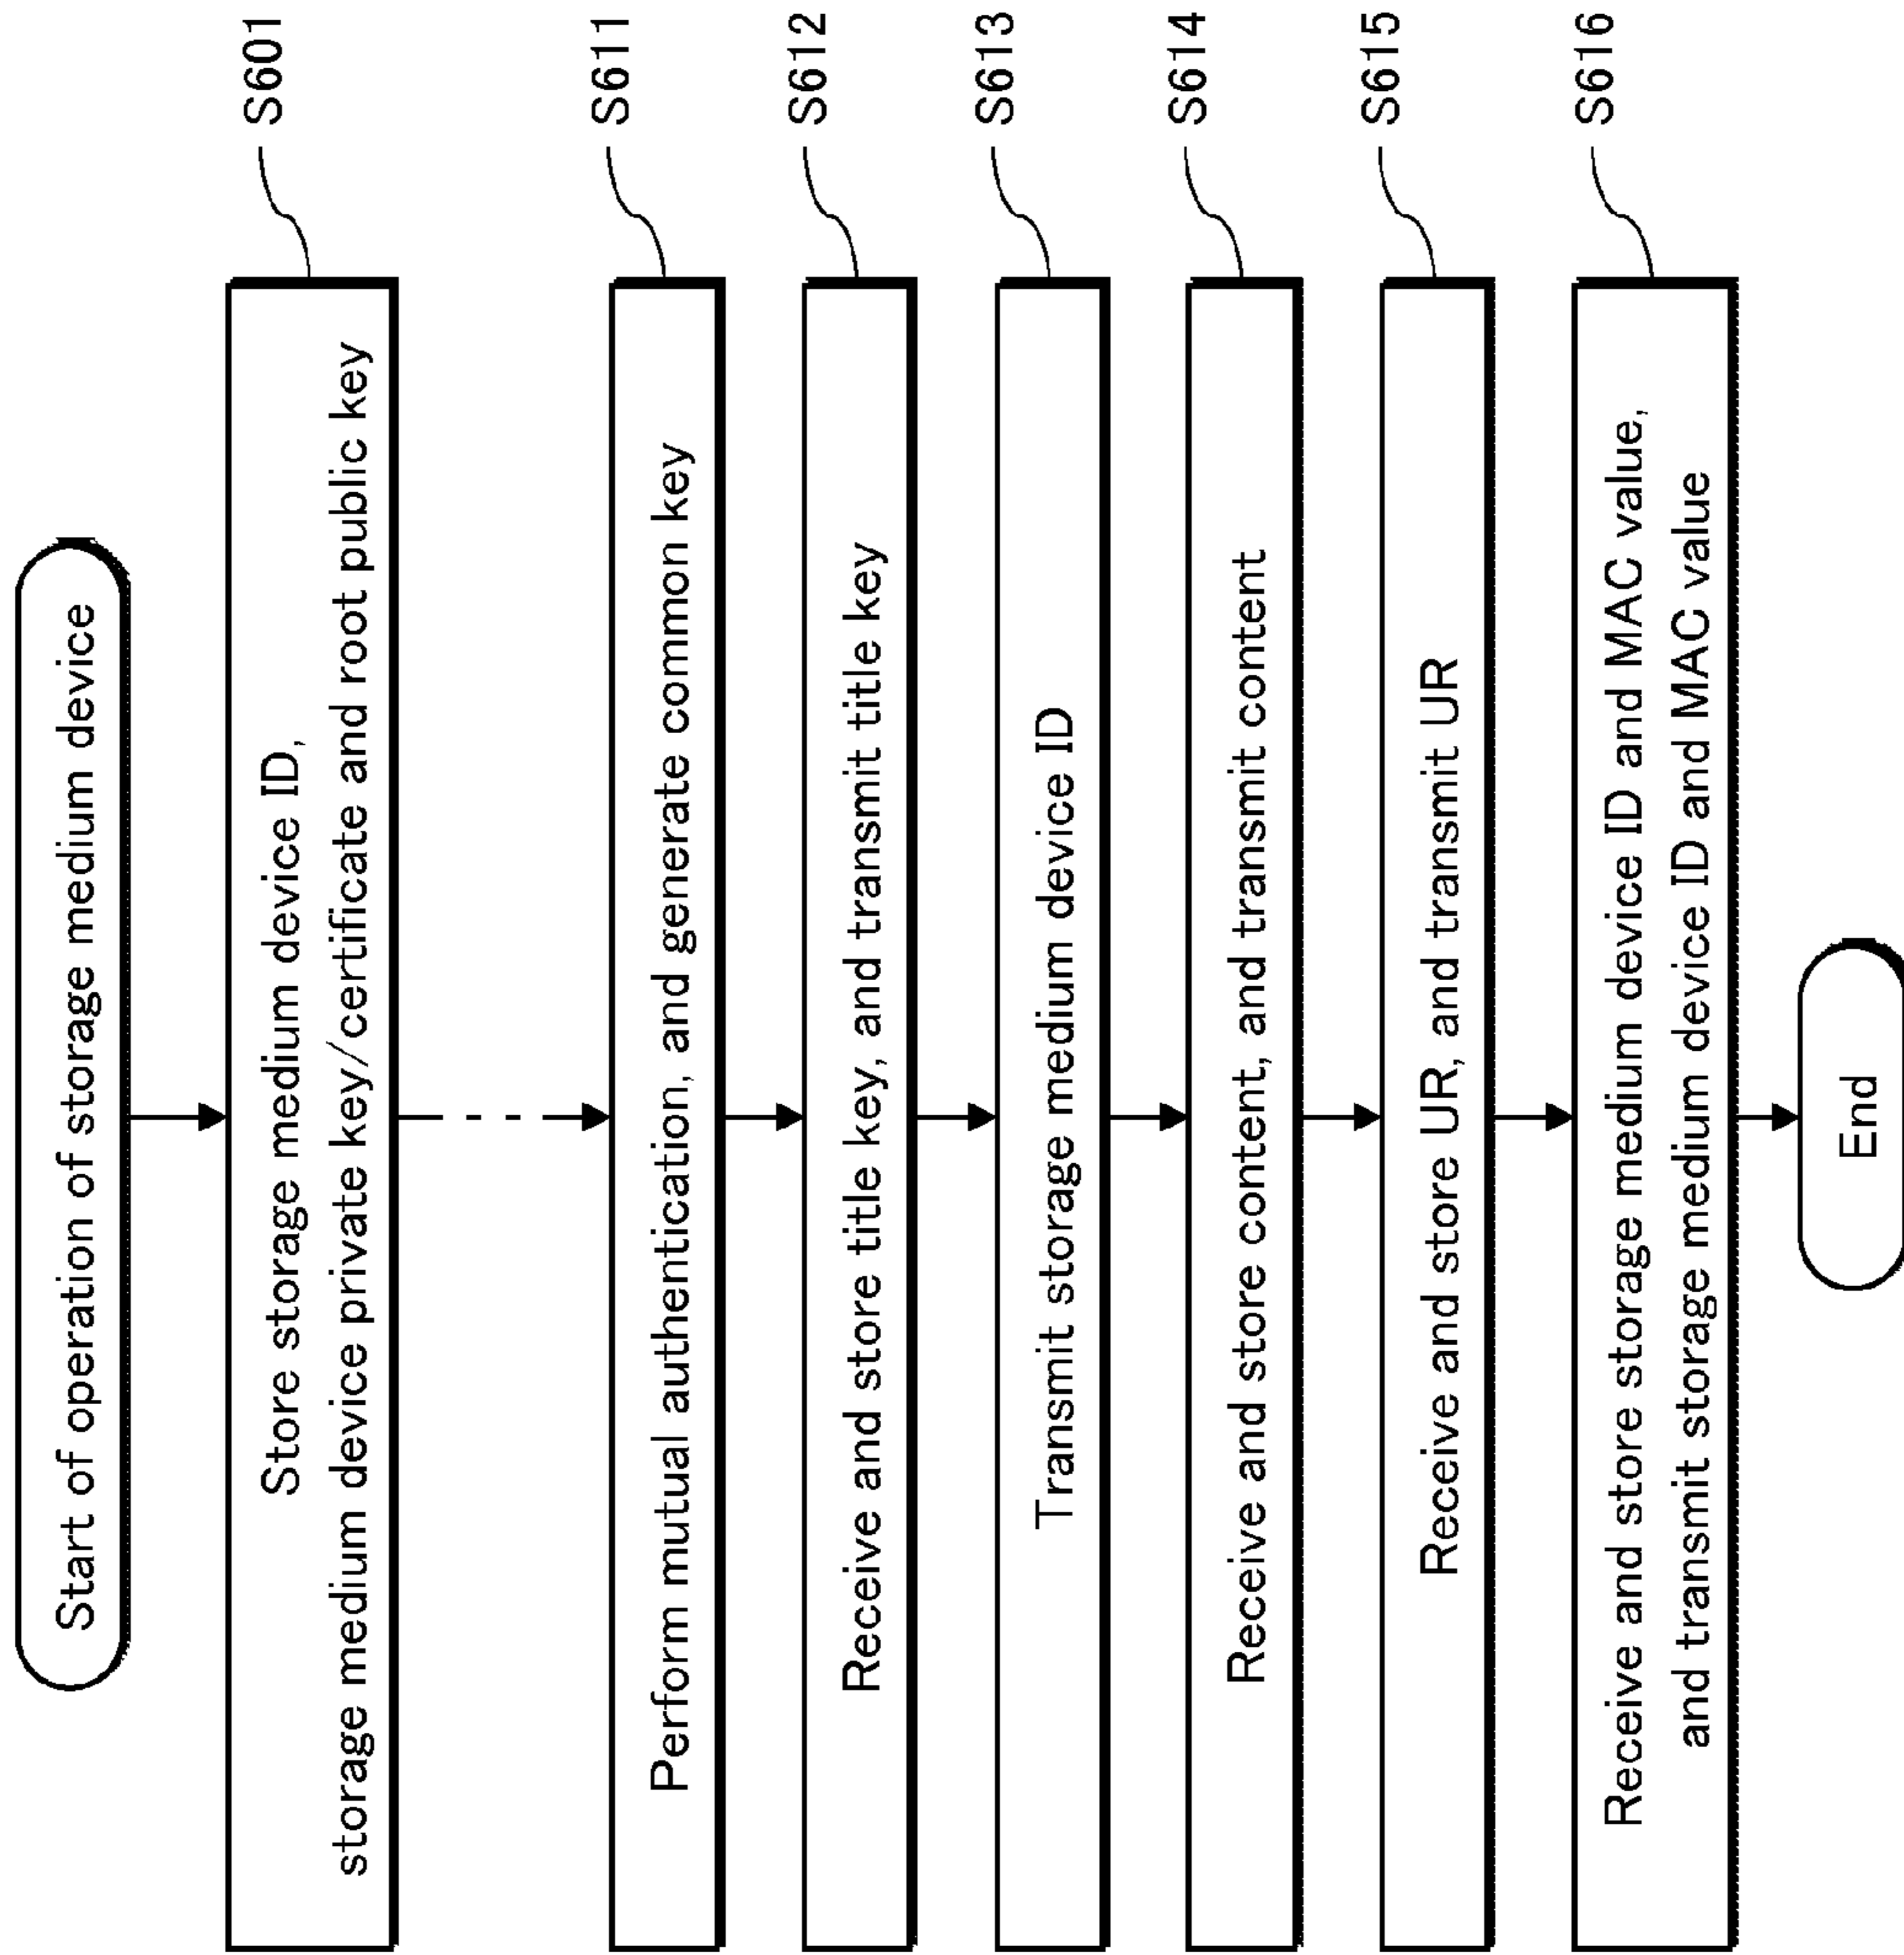 Start of operation of storage medium device
S601
Store storage medium device ID,
storage medium device private key/certificate and root public key
S611
Perform mutual authentication, and generate common key
S612
Receive and store title key, and transmit title key
S613
Transmit storage medium device ID
S614
Receive and store content, and transmit content
S615
Receive and store UR, and transmit UR
S616
Receive and store storage medium device ID and MAC value,
and transmit storage medium device ID and MAC value
End